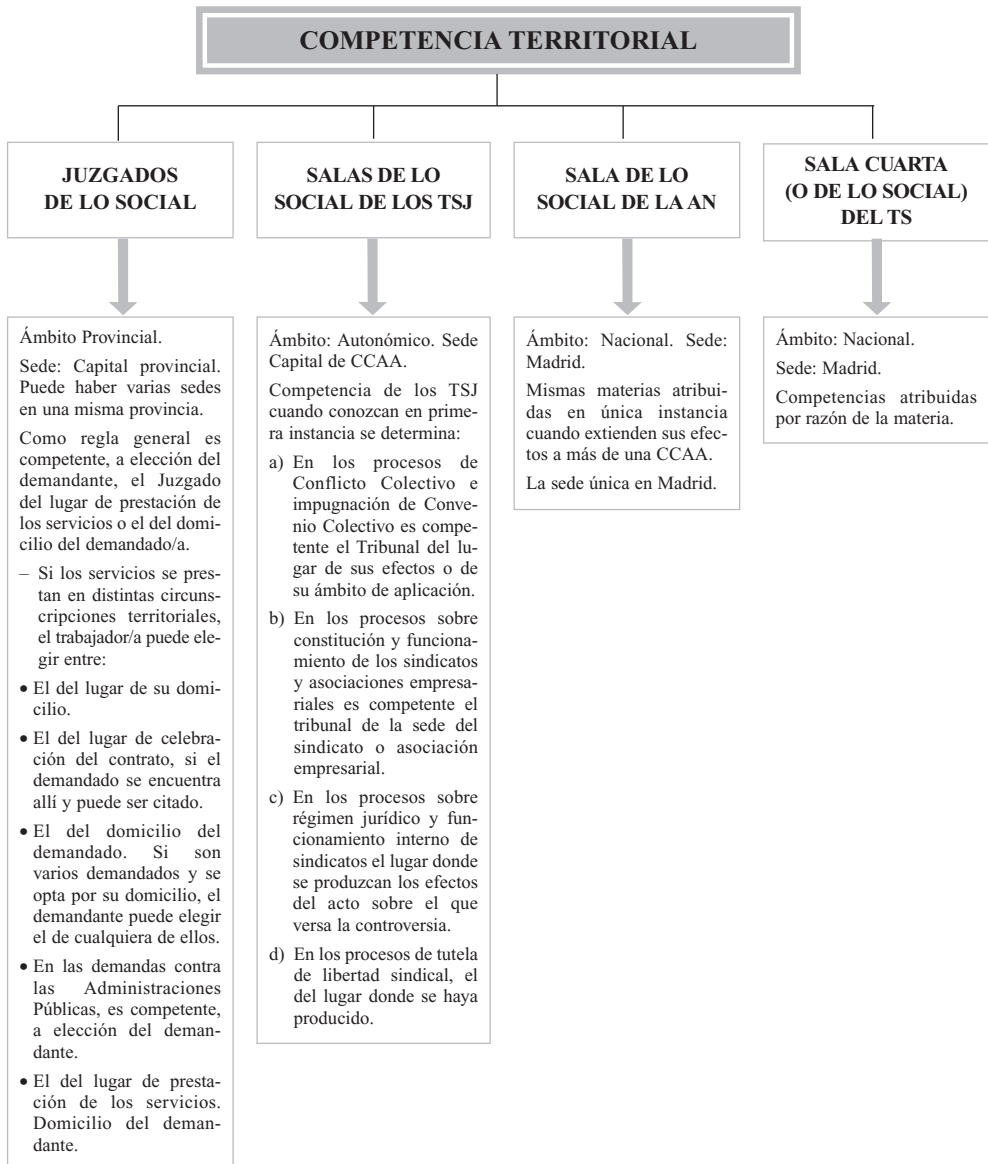 COMPETENCIA TERRITORIAL
JUZGADOS
DE LO SOCIAL
Ámbito Provincial.
Sede: Capital provincial.
Puede haber varias sedes
en una misma provincia.
Como regla general es
competente, a elección del
demandante, el Juzgado
del lugar de prestación de
los servicios o el del domi-
cilio del demandado/a.
– Si los servicios se pres-
tan en distintas circuns-
cripciones territoriales,
el trabajador/a puede ele-
gir entre:
• El del lugar de su domi-
cilio.
• El del lugar de celebra-
ción del contrato, si el
demandado se encuentra
allí y puede ser citado.
• El del domicilio del
demandado. Si son
varios demandados y se
opta por su domicilio, el
demandante puede elegir
el de cualquiera de ellos.
• En las demandas contra
las Administraciones
Públicas, es competente,
a elección del deman-
dante.
• El del lugar de presta-
ción de los servicios.
Domicilio del deman-
dante.
SALAS DE LO
SOCIAL DE LOS TSJ
Ámbito: Autonómico. Sede
Capital de CCAA.
Competencia de los TSJ
cuando conozcan en prime-
ra instancia se determina:
a) En los procesos de
Conflicto Colectivo e
impugnación de Conve-
nio Colectivo es compe-
tente el Tribunal del lu-
gar de sus efectos o de
su ámbito de aplicación.
b) En los procesos sobre
constitución y funciona-
miento de los sindicatos
y asociaciones empresa-
riales es competente el
tribunal de la sede del
sindicato o asociación
empresarial.
c) En los procesos sobre
régimen jurídico y fun-
cionamiento interno de
sindicatos el lugar donde
se produzcan los efectos
del acto sobre el que
versa la controversia.
d) En los procesos de tutela
de libertad sindical, el
del lugar donde se haya
producido.
SALA DE LO
SOCIAL DE LA AN
Ámbito: Nacional. Sede:
Madrid.
Mismas materias atribui-
das en única instancia
cuando extienden sus efec-
tos a más de una CCAA.
La sede única en Madrid.
SALA CUARTA
(O DE LO SOCIAL)
DEL TS
Ámbito: Nacional.
Sede: Madrid.
Competencias atribuidas
por razón de la materia.